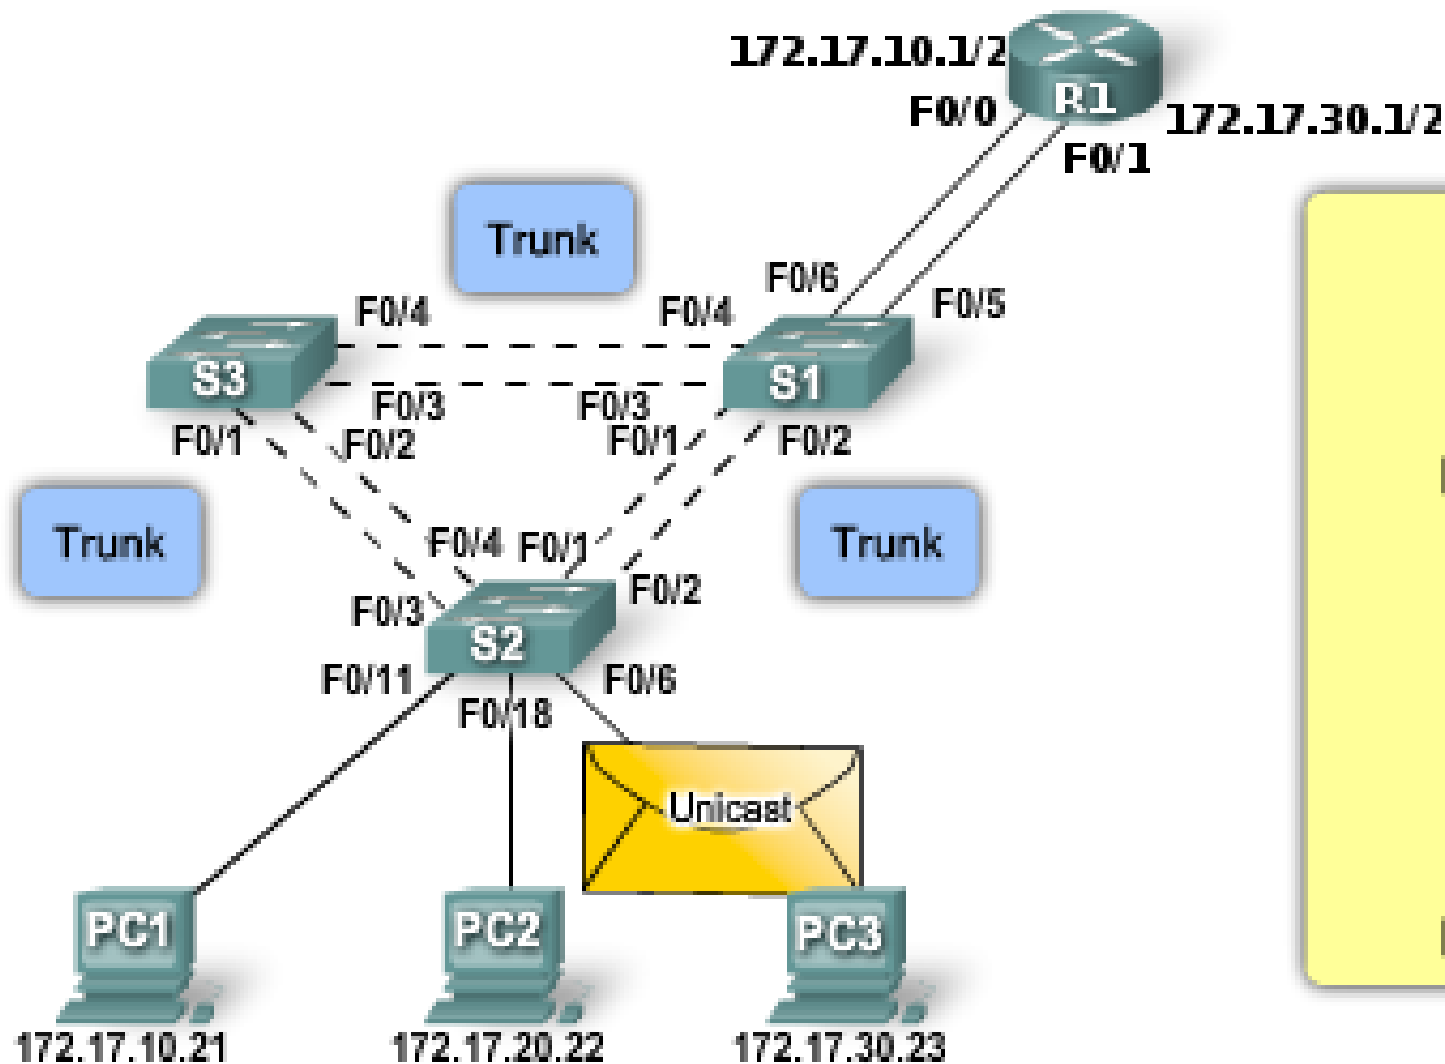 172.17.10.1/2
R1
F0/0
172.17.30.1/2
F0/1
Trunk
F0/6
F0/5
F0/4
F0/4
S3
S1
F0/3
F0/3
F0/1
F0/2
F0/1
F0/2
Trunk
Trunk
F0/4
F0/1
F0/3
F0/2
S2
F0/11
F0/6
F0/18
Unicast
PC1
PC2
PC3
172.17.10.21
172.17.20.22
172.17.30.23